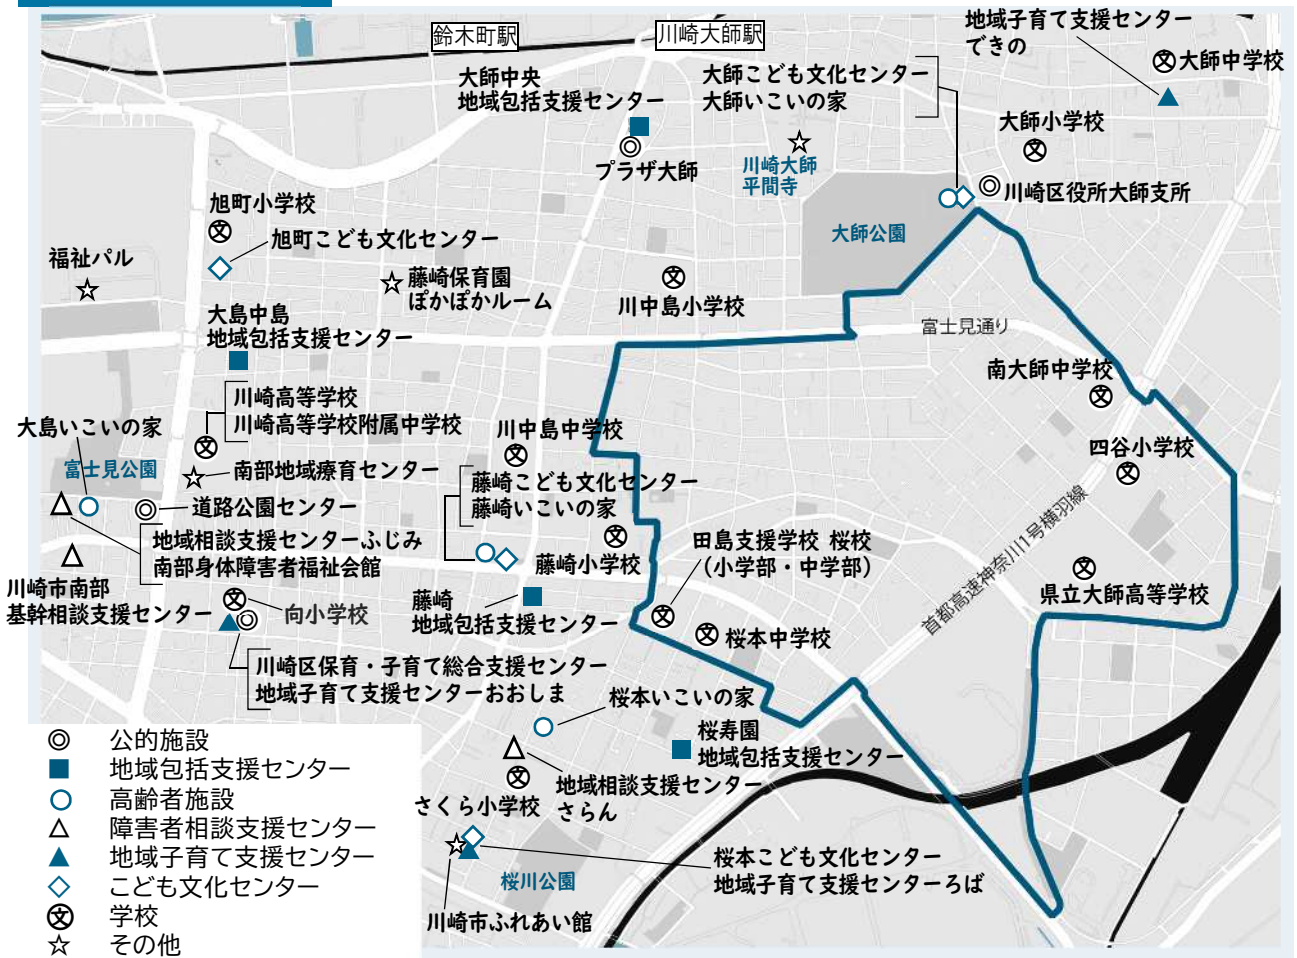 地域子育て支援センター
できの
鈴木町駅
川崎大師駅
大師中学校
大師中央
地域包括支援センター
大師こども文化センター
大師いこいの家
大師小学校
プラザ大師
川崎大師
平間寺
川崎区役所大師支所
旭町小学校
旭町こども文化センター
大師公園
福祉パル
藤崎保育園
ぽかぽかルーム
川中島小学校
大島中島
地域包括支援センター
富士見通り
南大師中学校
川崎高等学校
川崎高等学校附属中学校
大島いこいの家
川中島中学校
四谷小学校
富士見公園
南部地域療育センター
藤崎こども文化センター
藤崎いこいの家
道路公園センター
首都高速神奈川1号横羽線
地域相談支援センターふじみ
南部身体障害者福祉会館
藤崎小学校
田島支援学校 桜校
(小学部・中学部)
川崎市南部
基幹相談支援センター
向小学校
藤崎
地域包括支援センター
県立大師高等学校
桜本中学校
川崎区保育・子育て総合支援センター
地域子育て支援センターおおしま
桜本いこいの家
桜寿園
地域包括支援センター
地域相談支援センター
さらん
さくら小学校
桜本こども文化センター
地域子育て支援センターろば
桜川公園
川崎市ふれあい館
公的施設
地域包括支援センター
高齢者施設
障害者相談支援センター
地域子育て支援センター
こども文化センター
文 学校
その他